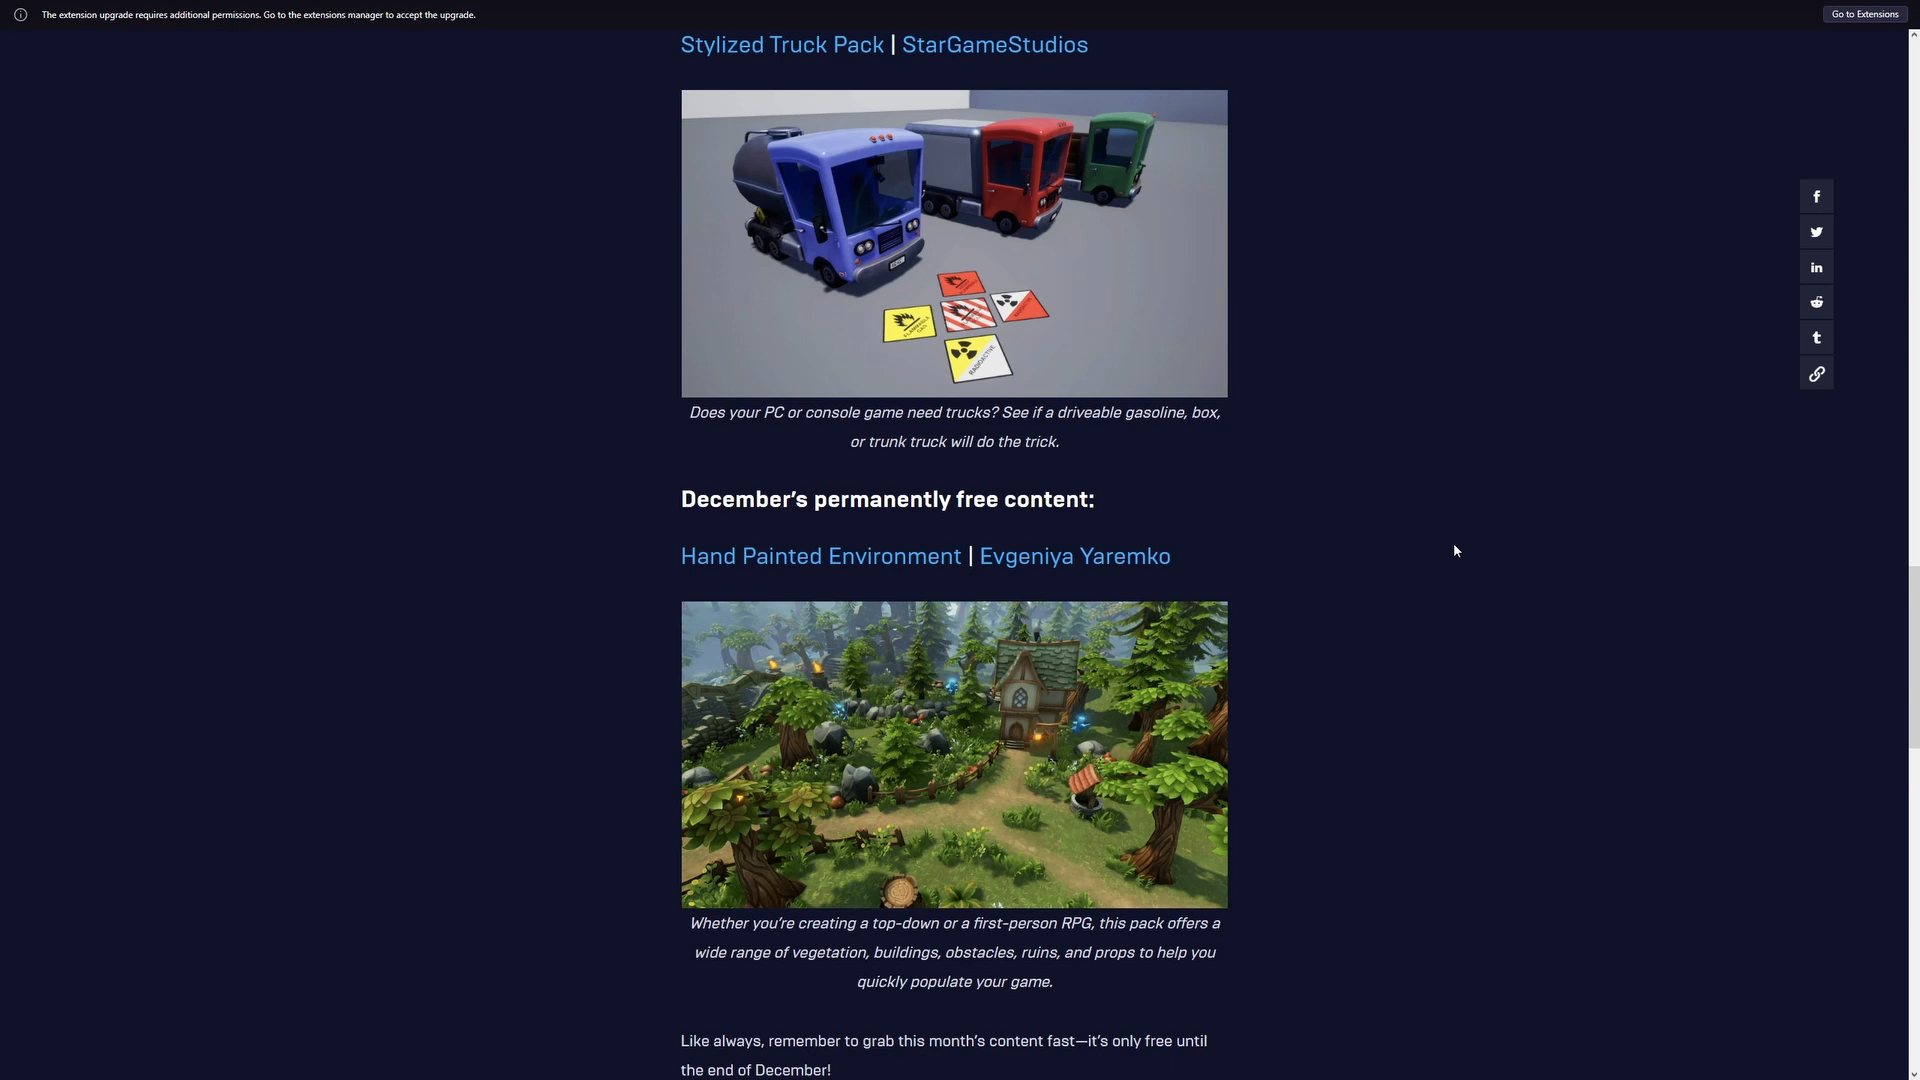 The extension upgrade requires additional permissions. Go to the extensions manager to accept the upgrade.
Go to Extensions
Stylized Truck Pack | StarGameStudios
FLAMMABLE GAS
RADIOACTIVE
Does your PC or console game need trucks? See if a driveable gasoline, box,
or trunk truck will do the trick.
December's permanently free content:
Hand Painted Environment | Evgeniya Yaremko
Whether you're creating a top-down or a first-person RPG, this pack offers a
wide range of vegetation, buildings, obstacles, ruins, and props to help you
quickly populate your game.
Like always, remember to grab this month's content fast—it's only free until
the end of December!